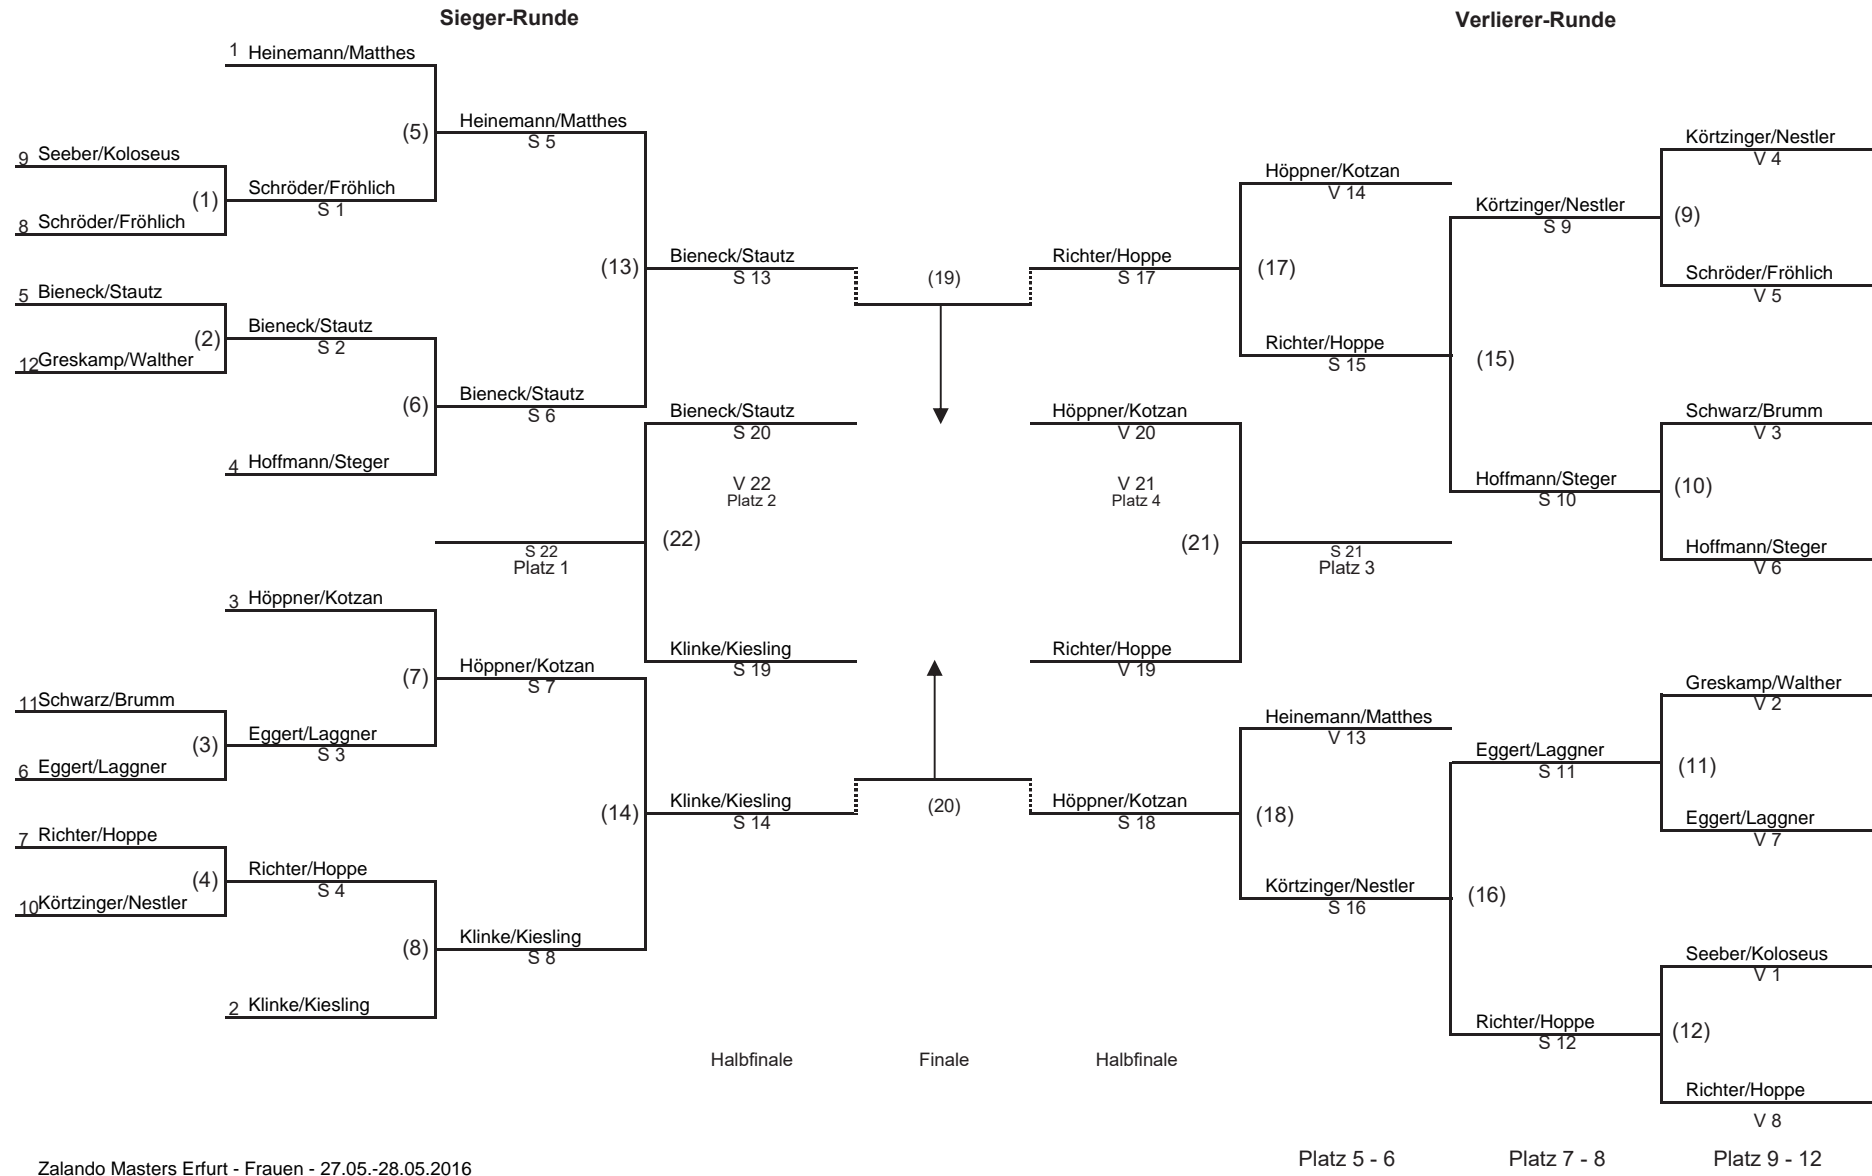 Sieger-Runde
Verlierer-Runde
1 Heinemann/Matthes
(5)
Heinemann/Matthes
S 5
9 Seeber/Koloseus
(1)
Schröder/Fröhlich
S 1
8 Schröder/Fröhlich
5 Bieneck/Stautz
(2)
Bieneck/Stautz
S 2
12 Greskamp/Walther
(6)
Bieneck/Stautz
S 6
4 Hoffmann/Steger
(13)
Bieneck/Stautz
S 13
(19)
Richter/Hoppe
S 17
(17)
Höppner/Kotzan
V 14
Richter/Hoppe
S 15
(15)
Körtzinger/Nestler
S 9
(9)
Körtzinger/Nestler
V 4
Schröder/Fröhlich
V 5
Hoffmann/Steger
S 10
(10)
Schwarz/Brumm
V 3
Hoffmann/Steger
V 6
Bieneck/Stautz
S 20
V 22
Platz 2
(22)
S 22
Platz 1
Klinke/Kiesling
S 19
Höppner/Kotzan
V 20
V 21
Platz 4
(21)
S 21
Platz 3
Richter/Hoppe
V 19
3 Höppner/Kotzan
(7)
Höppner/Kotzan
S 7
11 Schwarz/Brumm
(3)
Eggert/Laggner
S 3
6 Eggert/Laggner
7 Richter/Hoppe
(4)
Richter/Hoppe
S 4
10 Körtzinger/Nestler
(8)
Klinke/Kiesling
S 8
2 Klinke/Kiesling
(14)
Klinke/Kiesling
S 14
(20)
Höppner/Kotzan
S 18
(18)
Heinemann/Matthes
V 13
Körtzinger/Nestler
S 16
(16)
Eggert/Laggner
S 11
(11)
Greskamp/Walther
V 2
Eggert/Laggner
V 7
Richter/Hoppe
S 12
(12)
Seeber/Koloseus
V 1
Richter/Hoppe
V 8
Halbfinale
Finale
Halbfinale
Platz 5 - 6
Platz 7 - 8
Platz 9 - 12
Zalando Masters Erfurt - Frauen - 27.05.-28.05.2016